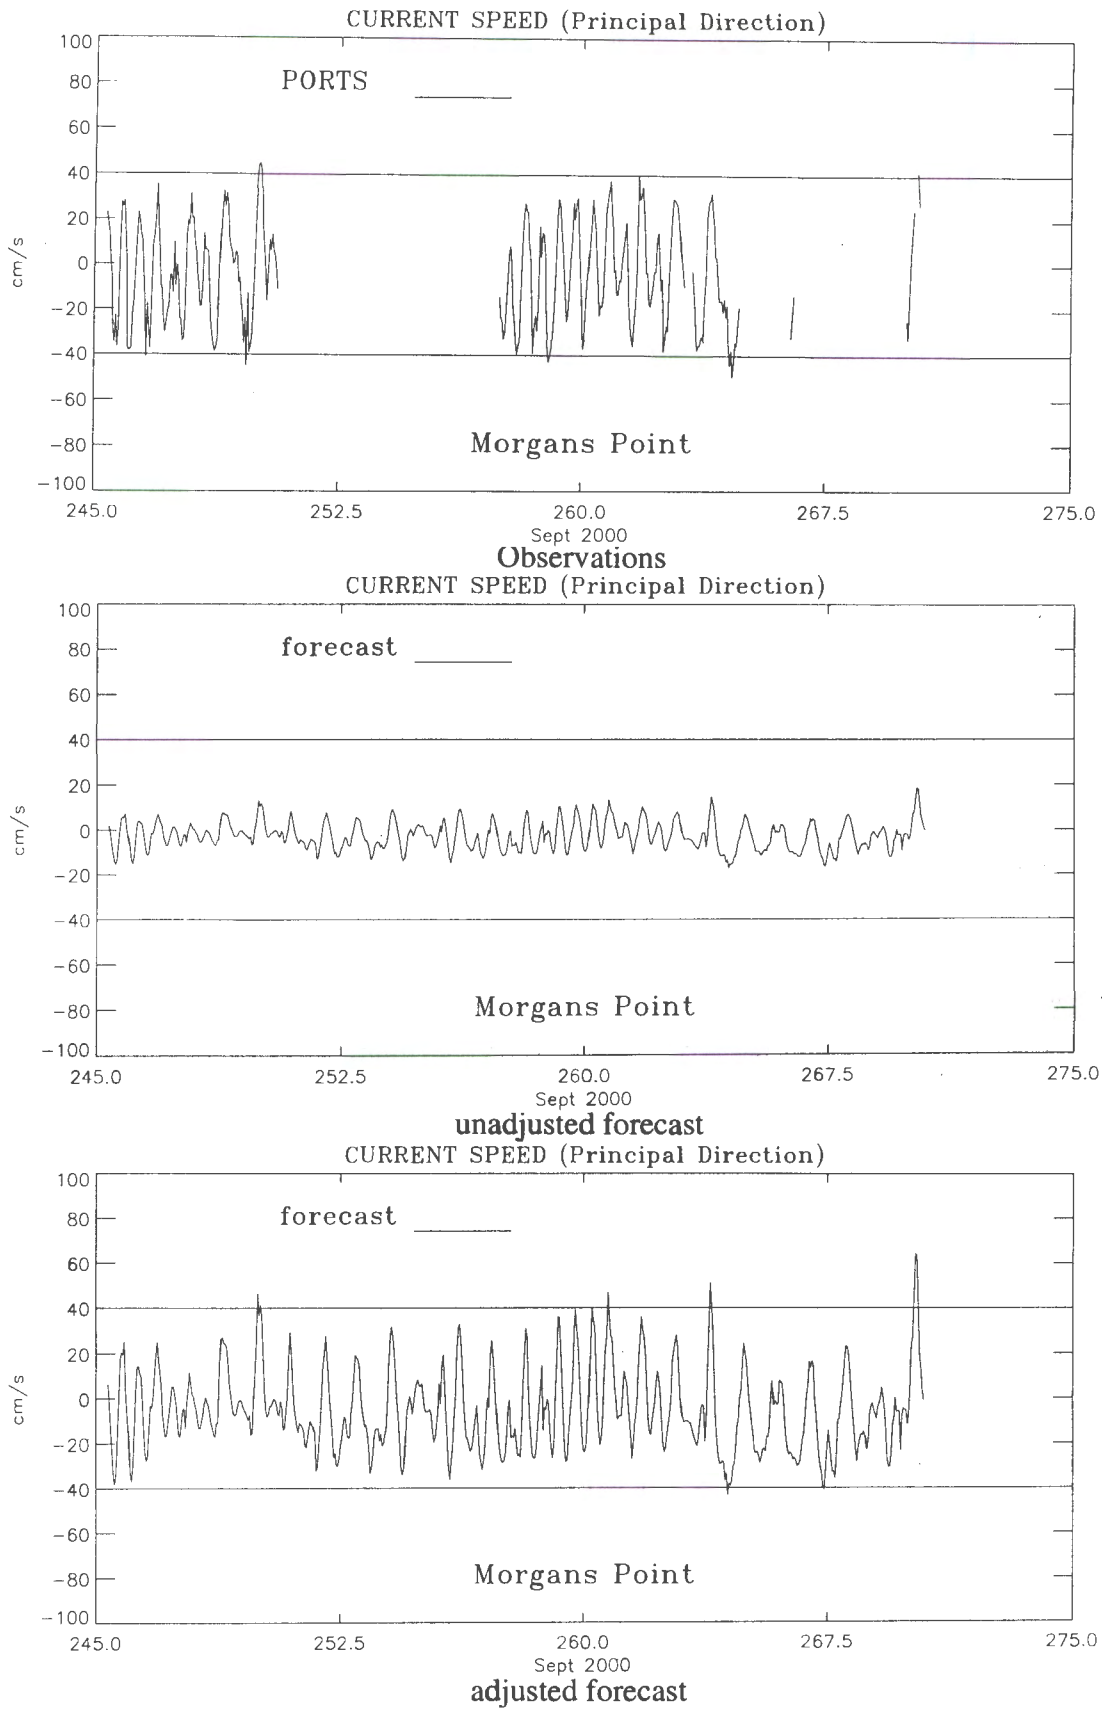 CURRENT SPEED (Principal Direction)
100
80
60
40
20
0
-20
-40
-60
-80
-100
cm/s
PORTS
Morgans Point
245.0 252.5 260.0 267.5 275.0
Sept 2000
Observations
CURRENT SPEED (Principal Direction)
100
80
60
40
20
0
-20
-40
-60
-80
-100
cm/s
forecast
Morgans Point
245.0 252.5 260.0 267.5 275.0
Sept 2000
unadjusted forecast
CURRENT SPEED (Principal Direction)
100
80
60
40
20
0
-20
-40
-60
-80
-100
cm/s
forecast
Morgans Point
245.0 252.5 260.0 267.5 275.0
Sept 2000
adjusted forecast